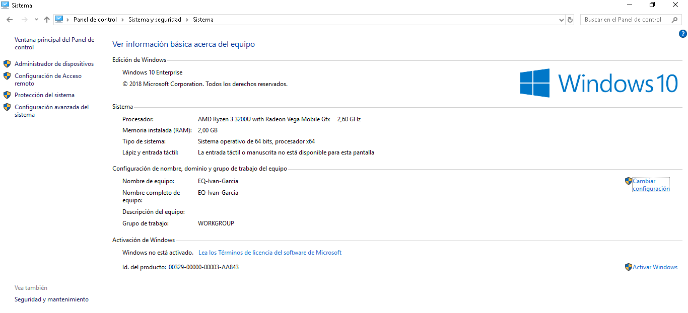 Sistema
Panel de control › Sistema y seguridad › Sistema
Buscar en el Panel de control
Ventana principal del Panel de
control
Administrador de dispositivos
Configuración de Acceso
remoto
Protección del sistema
Configuración avanzada del
sistema
Ver información básica acerca del equipo
Edición de Windows
Windows 10 Enterprise
© 2018 Microsoft Corporation. Todos los derechos reservados.
Windows 10
Sistema
Procesador: AMD Ryzen 3 3200U with Radeon Vega Mobile Gfx 2,60 GHz
Memoria instalada (RAM): 2,00 GB
Tipo de sistema: Sistema operativo de 64 bits, procesador x64
Lápiz y entrada táctil: La entrada táctil o manuscrita no está disponible para esta pantalla
Configuración de nombre, dominio y grupo de trabajo del equipo
Nombre de equipo: EQ-Ivan-Garcia
Cambiar
configuración
Nombre completo de
equipo: EQ-Ivan-Garcia
Descripción del equipo:
Grupo de trabajo: WORKGROUP
Activación de Windows
Windows no está activado. Lea los Términos de licencia del software de Microsoft
Id. del producto: 00329-00000-00003-AA843
Activar Windows
Vea también
Seguridad y mantenimiento